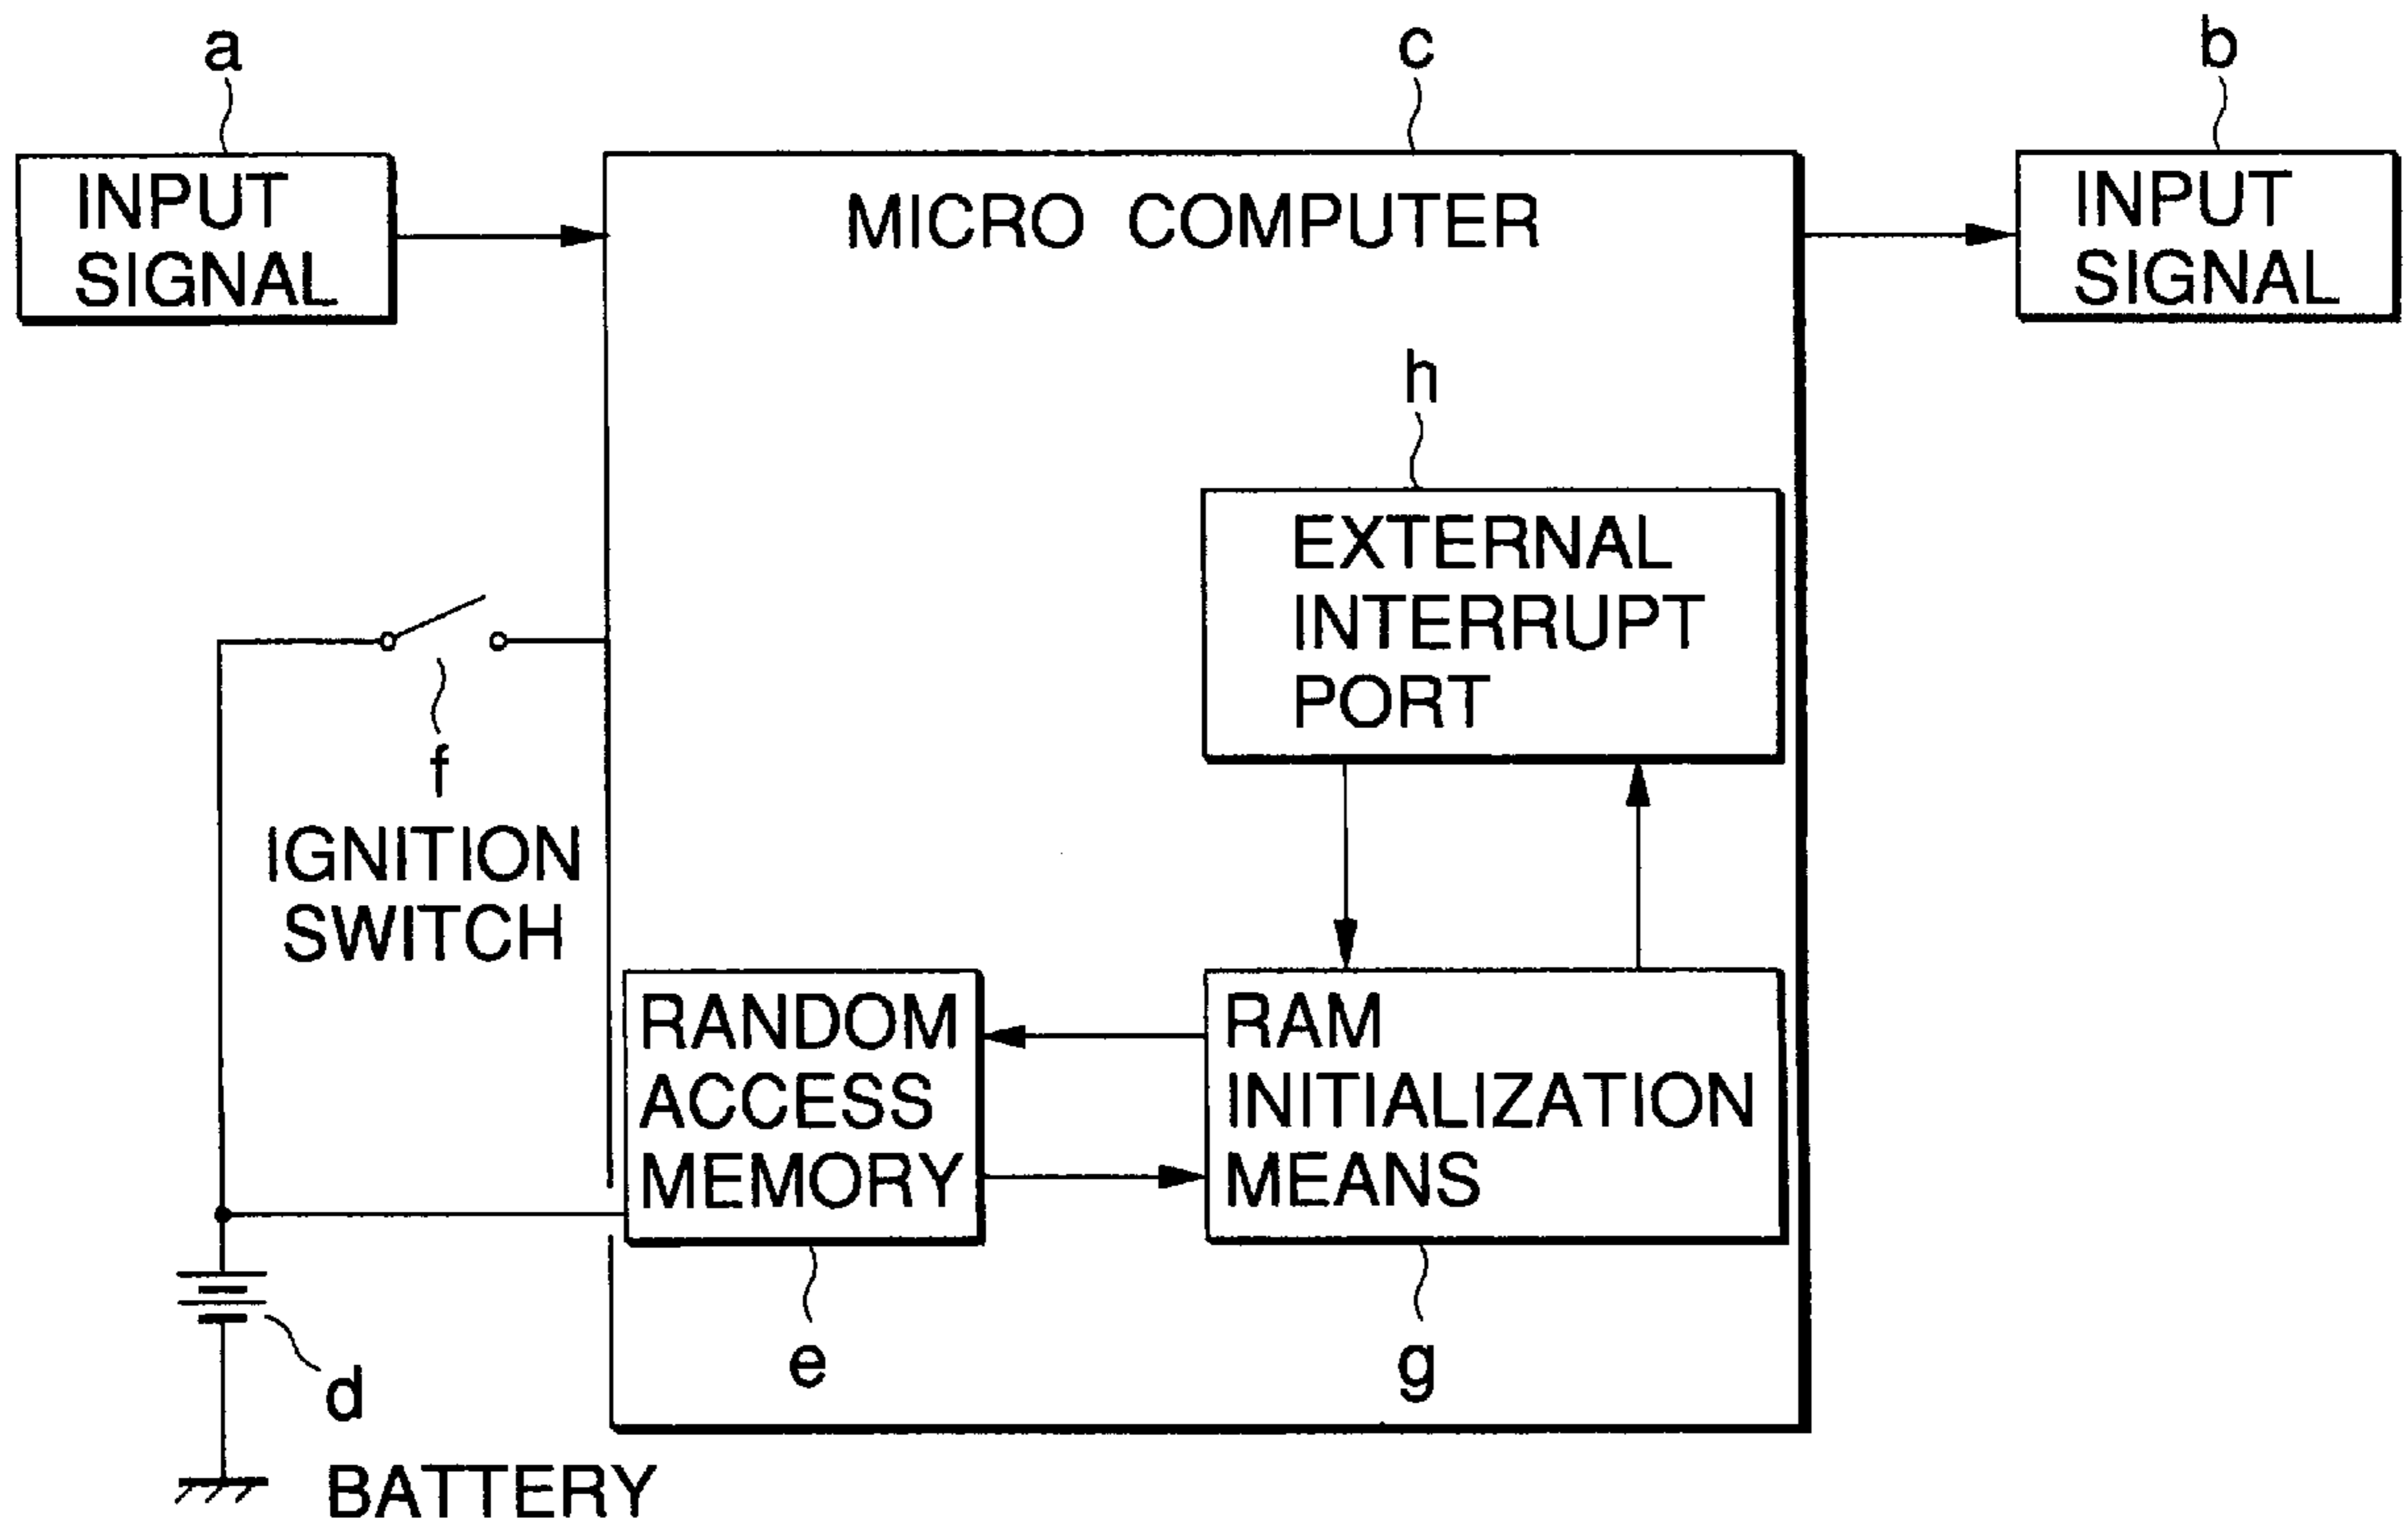 a
c
b
INPUT
SIGNAL
MICRO COMPUTER
INPUT
SIGNAL
h
EXTERNAL
INTERRUPT
PORT
f
IGNITION
SWITCH
RANDOM
ACCESS
MEMORY
RAM
INITIALIZATION
MEANS
e
g
d
BATTERY